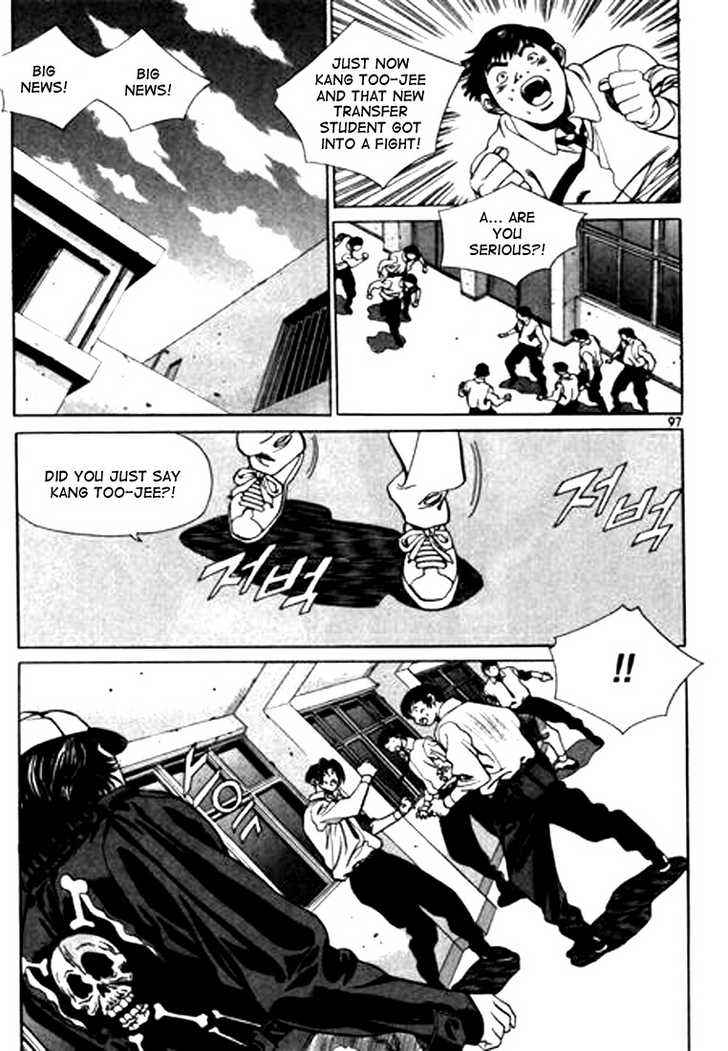 BIG
NEWS!
BIG
NEWS!
JUST NOW
KANG TOO-JEE
AND THAT NEW
TRANSFER
STUDENT GOT
INTO A FIGHT!
A... ARE
YOU
SERIOUS?!
97
DID YOU JUST SAY
KANG TOO-JEE?!
저벅
저벅
!!